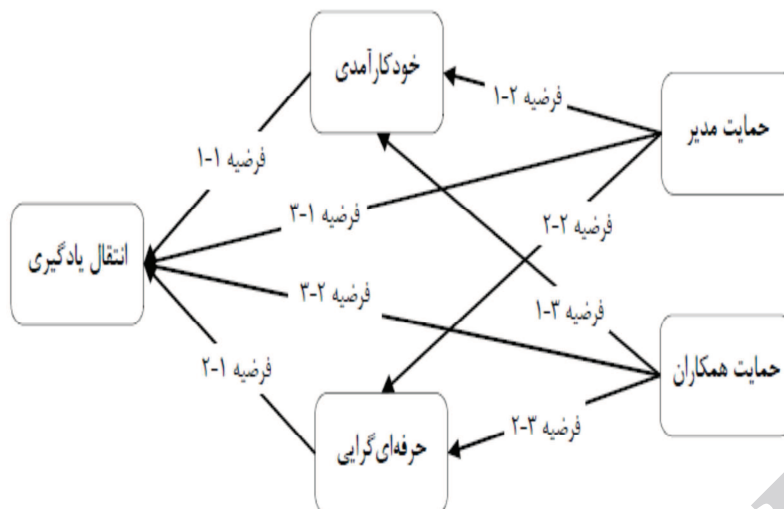 خودکارآمدی
حمایت مدیر
فرضیه ۲-۱
فرضیه ۱-۱
فرضیه ۱-۳
فرضیه ۲-۲
انتقال یادگیری
فرضیه ۲-۳
فرضیه ۳-۱
حمایت همکاران
فرضیه ۱-۲
فرضیه ۳-۲
حرفه‌ای‌گرایی